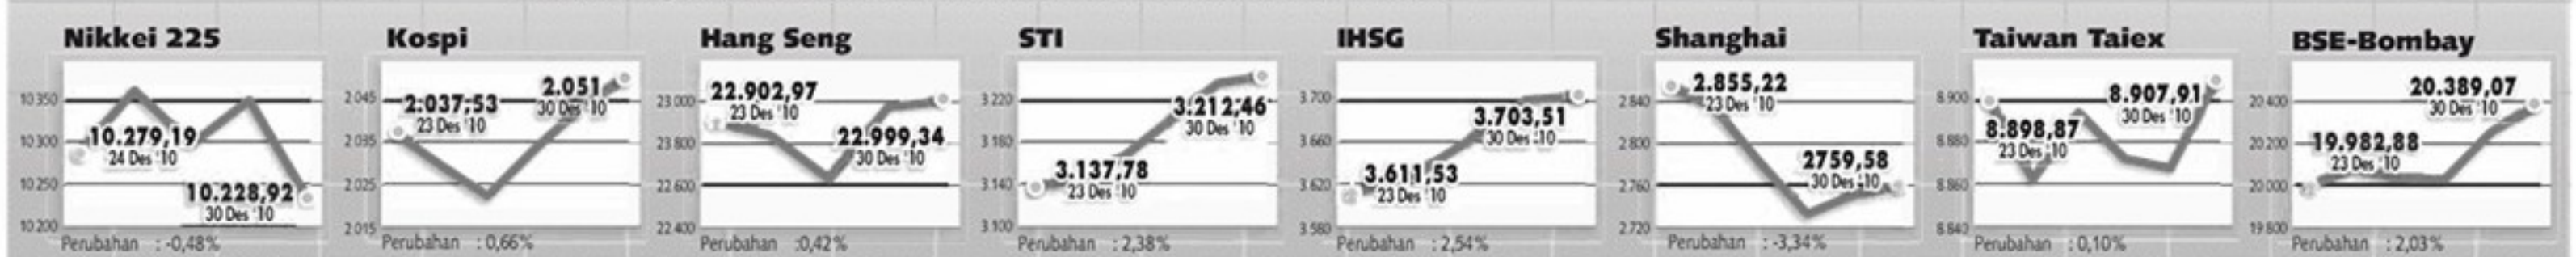 Nikkei 225
10.350
10.300
10.250
10.200
10.279,19
24 Des '10
10.228,92
30 Des '10
Perubahan : -0,48%
Kospi
2.045
2.035
2.025
2.015
2.037,53
23 Des '10
2.051
30 Des '10
Perubahan : 0,66%
Hang Seng
23.000
23.800
22.600
22.400
22.902,97
23 Des '10
22.999,34
30 Des '10
Perubahan :0,42%
STI
3.220
3.180
3.140
3.100
3.137,78
23 Des '10
3.212,46
30 Des '10
Perubahan : 2,38%
IHSG
3.700
3.660
3.620
3.580
3.611,53
23 Des '10
3.703,51
30 Des '10
Perubahan : 2,54%
Shanghai
2.840
2.800
2.760
2.720
2.855,22
23 Des '10
2759,58
30 Des '10
Perubahan : -3,34%
Taiwan Taiex
8.900
8.880
8.860
8.840
8.898,87
23 Des '10
8.907,91
30 Des '10
Perubahan : 0,10%
BSE-Bombay
20.400
20.200
20.000
19.800
19.982,88
23 Des '10
20.389,07
30 Des '10
Perubahan : 2,03%